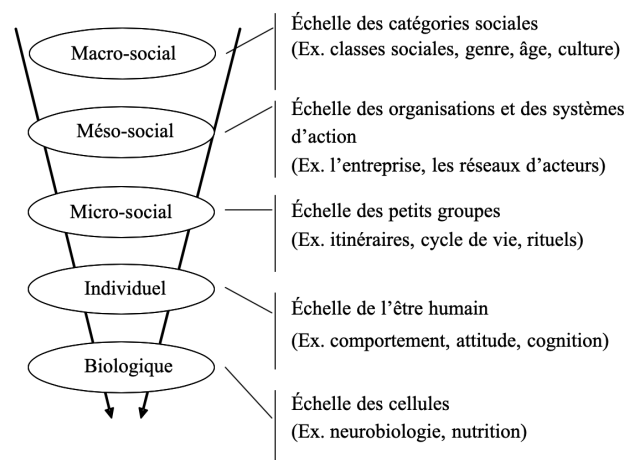 Macro-social
Échelle des catégories sociales
(Ex. classes sociales, genre, âge, culture)
Méso-social
Échelle des organisations et des systèmes
d’action
(Ex. l’entreprise, les réseaux d’acteurs)
Micro-social
Échelle des petits groupes
(Ex. itinéraires, cycle de vie, rituels)
Individuel
Échelle de l’être humain
(Ex. comportement, attitude, cognition)
Biologique
Échelle des cellules
(Ex. neurobiologie, nutrition)